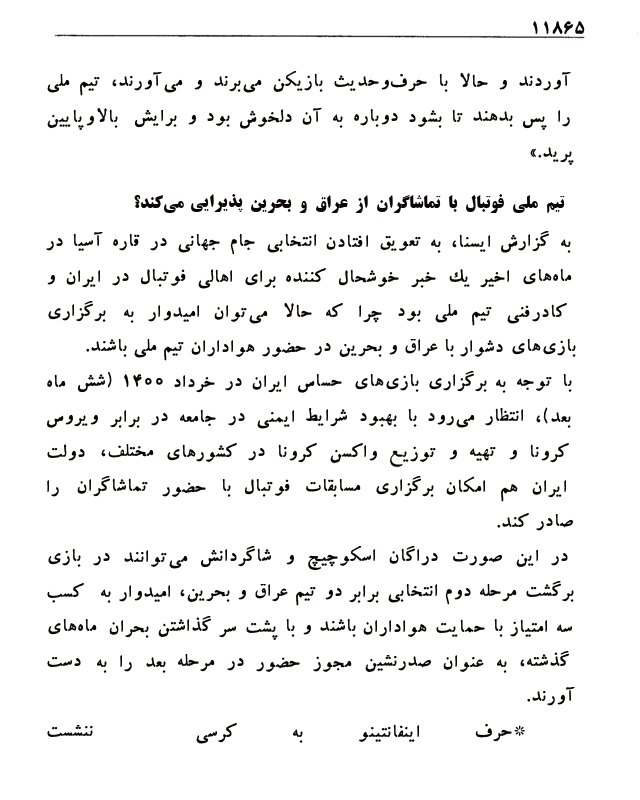 ۱۱۸۶۵
آوردند و حالا با حرف‌وحدیث بازیکن می‌برند و می‌آورند، تیم ملی
را پس بدهند تا بشود دوباره به آن دلخوش بود و برایش بالاوپایین
پرید.»
تیم ملی فوتبال با تماشاگران از عراق و بحرین پذیرایی می‌کند؟
به گزارش ایسنا، به تعویق افتادن انتخابی جام جهانی در قاره آسیا در
ماه‌های اخیر یك خبر خوشحال کننده برای اهالی فوتبال در ایران و
کادرفنی تیم ملی بود چرا که حالا می‌توان امیدوار به برگزاری
بازی‌های دشوار با عراق و بحرین در حضور هواداران تیم ملی باشند.
با توجه به برگزاری بازی‌های حساس ایران در خرداد ۱۴۰۰ (شش ماه
بعد)، انتظار می‌رود با بهبود شرایط ایمنی در جامعه در برابر ویروس
کرونا و تهیه و توزیع واکسن کرونا در کشورهای مختلف، دولت
ایران هم امکان برگزاری مسابقات فوتبال با حضور تماشاگران را
صادر کند.
در این صورت دراگان اسکوچیچ و شاگردانش می‌توانند در بازی
برگشت مرحله دوم انتخابی برابر دو تیم عراق و بحرین، امیدوار به کسب
سه امتیاز با حمایت هواداران باشند و با پشت سر گذاشتن بحران ماه‌های
گذشته، به عنوان صدرنشین مجوز حضور در مرحله بعد را به دست
آورند.
*حرف اینفانتینو به کرسی ننشست